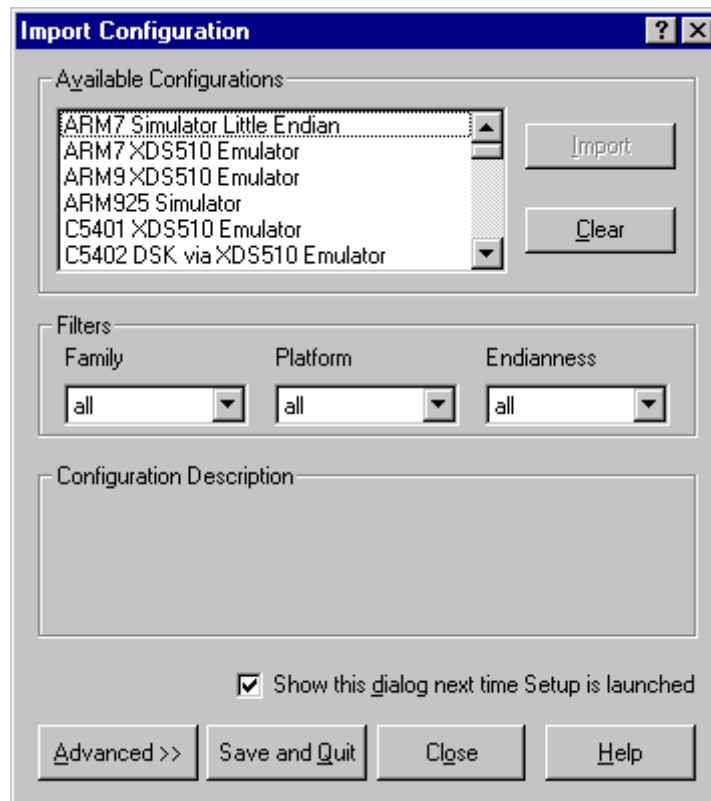 Import Configuration
Available Configurations
ARM7 Simulator Little Endian
ARM7 XDS510 Emulator
ARM9 XDS510 Emulator
ARM925 Simulator
C5401 XDS510 Emulator
C5402 DSK via XDS510 Emulator
Import
Clear
Filters
Family Platform Endianness
all all all
Configuration Description
Show this dialog next time Setup is launched
Advanced >> Save and Quit Close Help